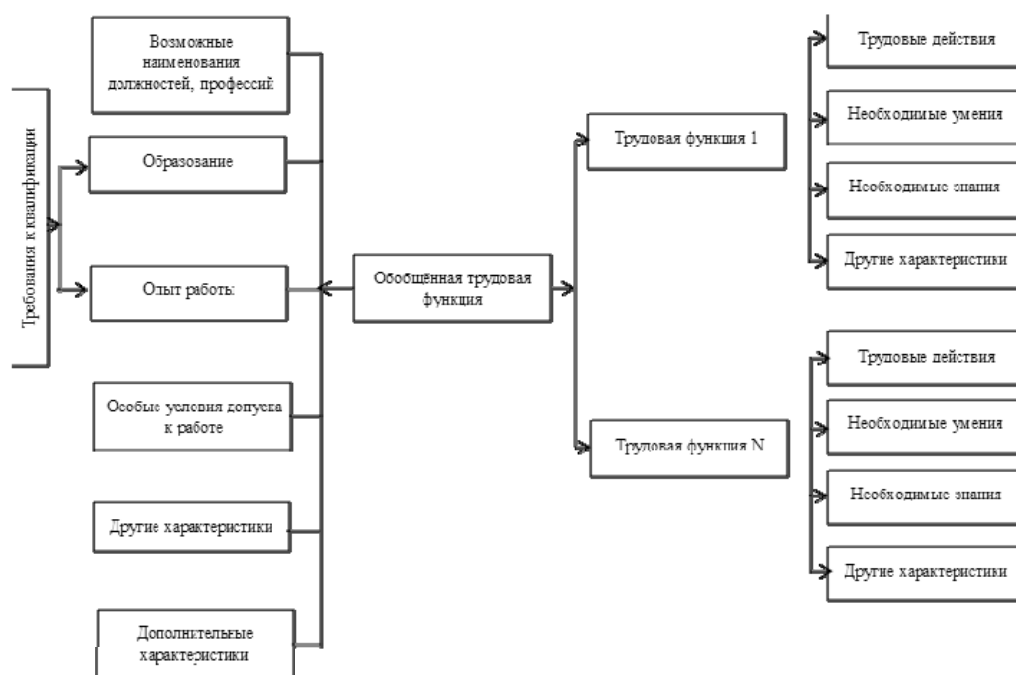 Требования к квалификации
Возможные
наименования
должностей, профессий
Образование
Опыт работы:
Особые условия допуска
к работе
Другие характеристики
Дополнительные
характеристики
Обобщённая трудовая
функция
Трудовая функция 1
Трудовая функция N
Трудовые действия
Необходимые умения
Необходимые знания
Другие характеристики
Трудовые действия
Необходимые умения
Необходимые знания
Другие характеристики